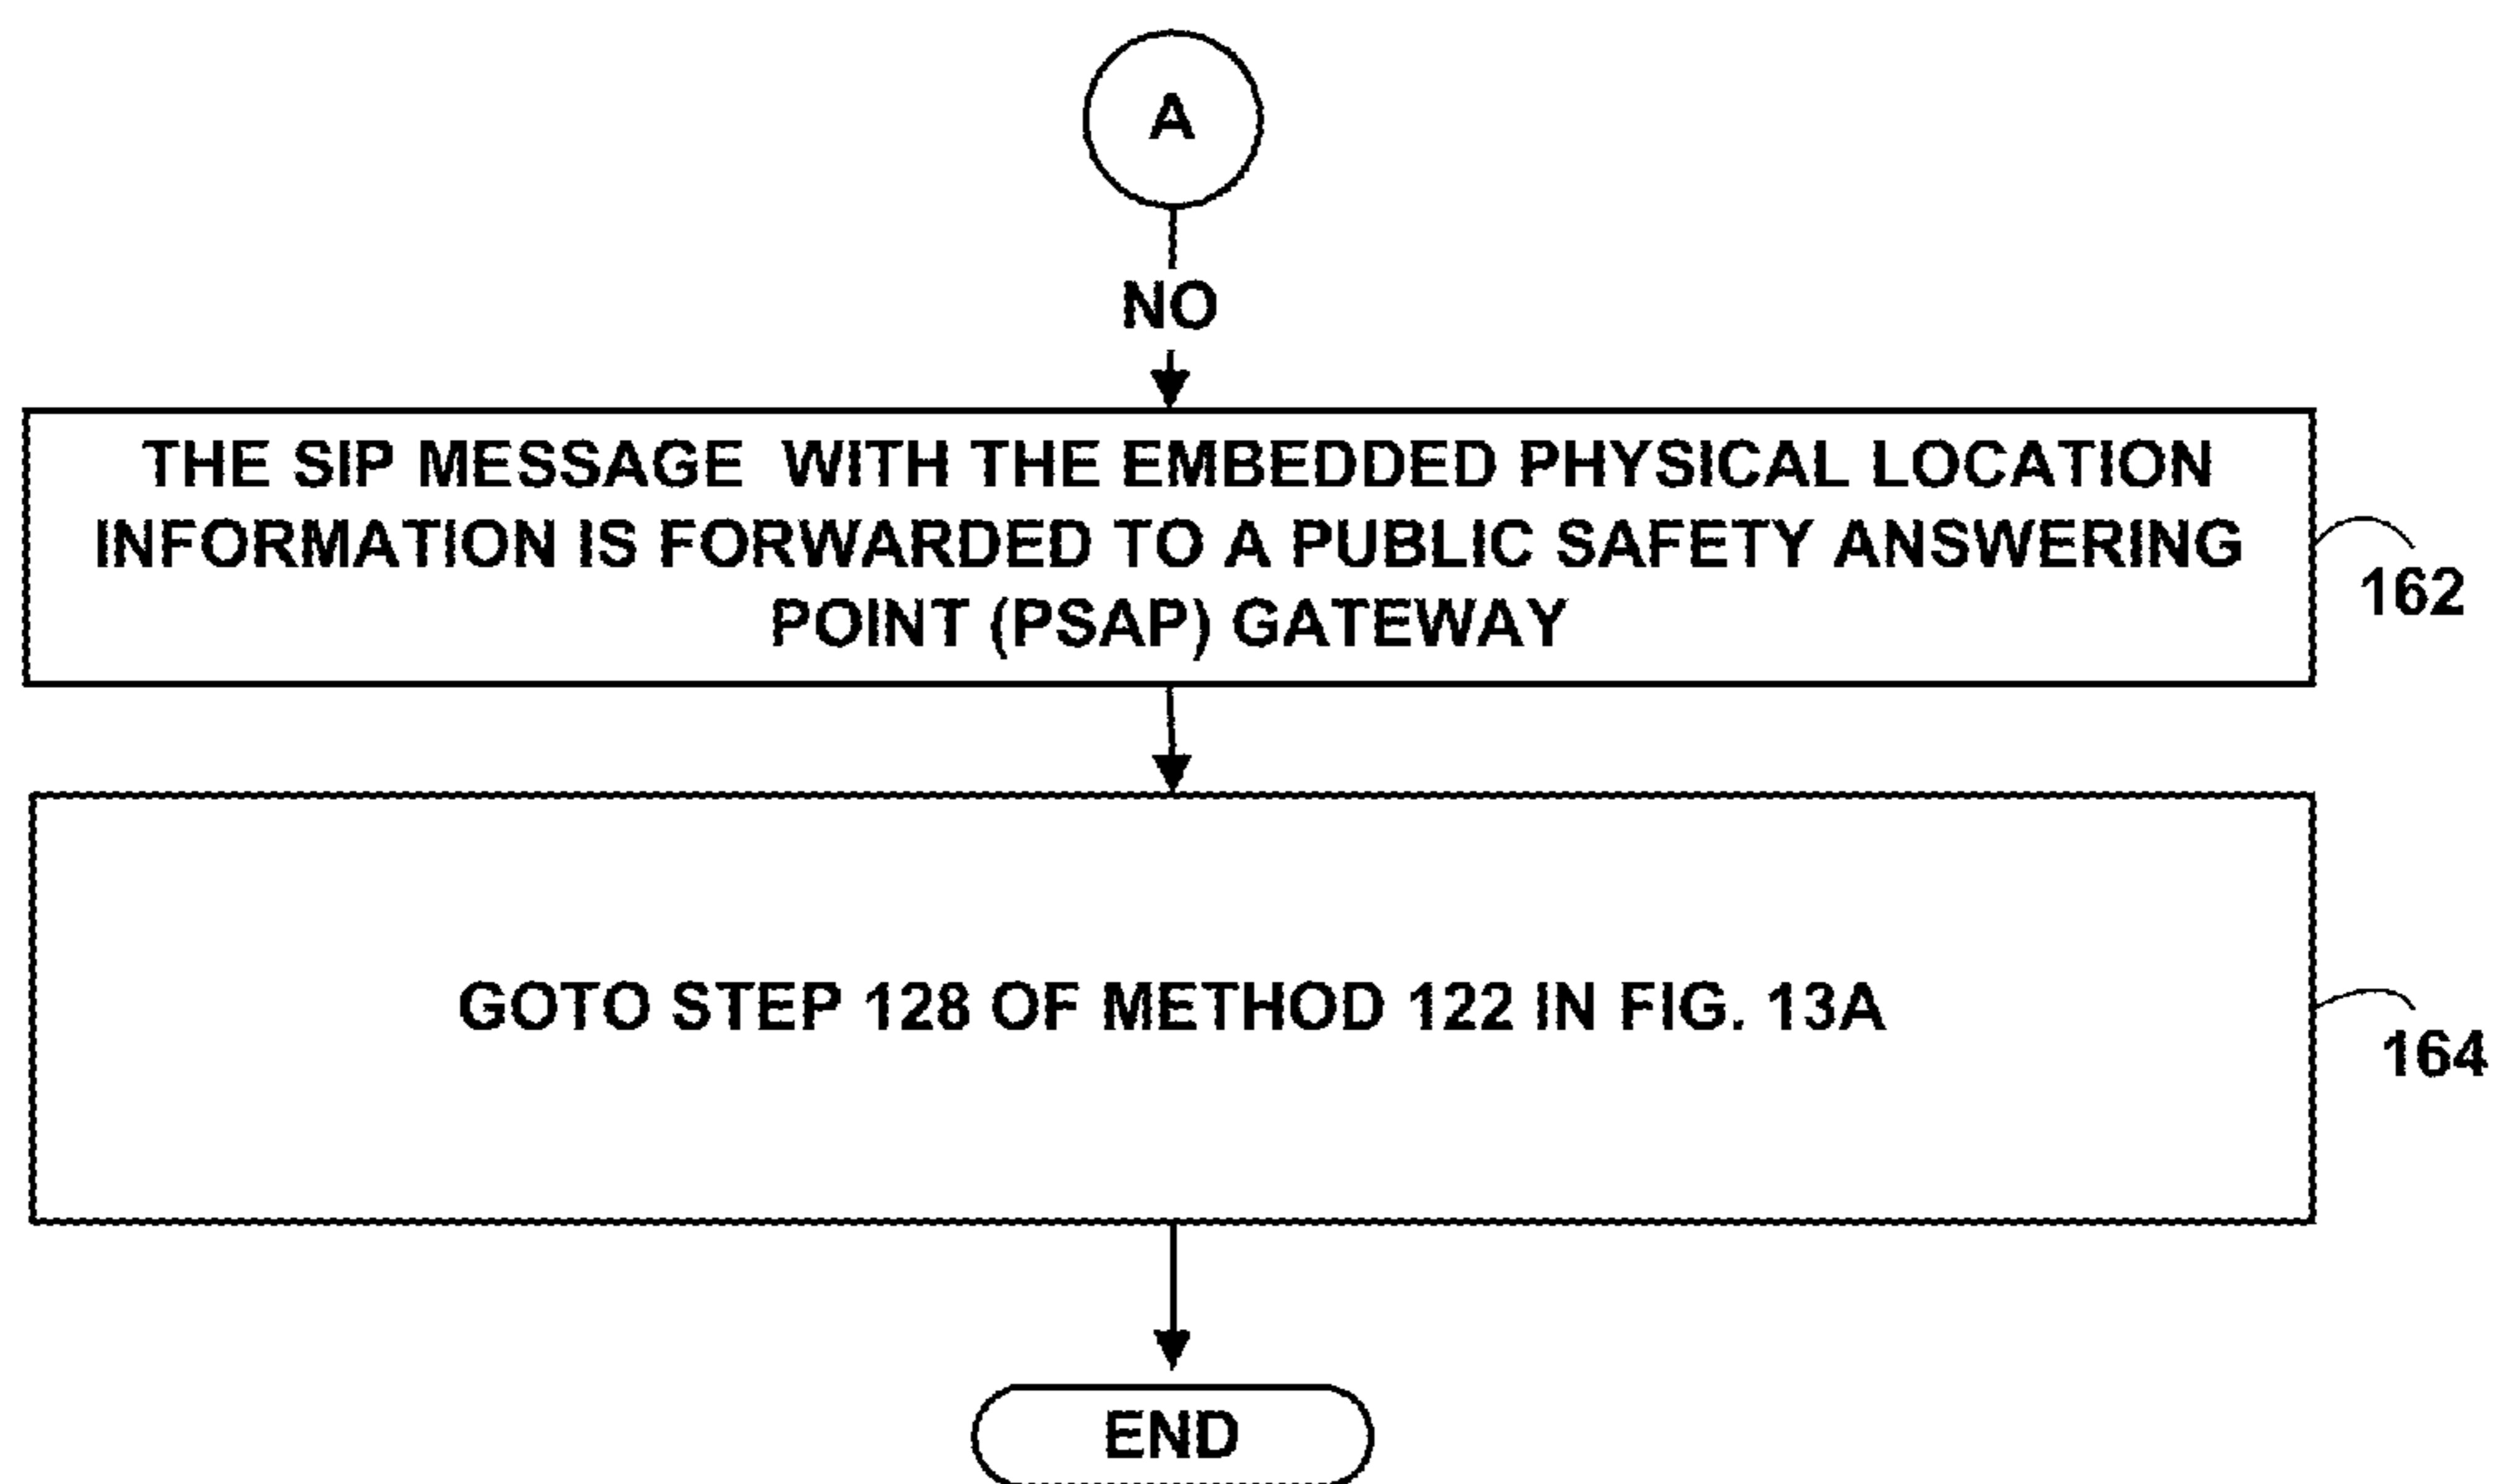 A
NO
THE SIP MESSAGE WITH THE EMBEDDED PHYSICAL LOCATION
INFORMATION IS FORWARDED TO A PUBLIC SAFETY ANSWERING
POINT (PSAP) GATEWAY
162
GOTO STEP 128 OF METHOD 122 IN FIG. 13A
164
END